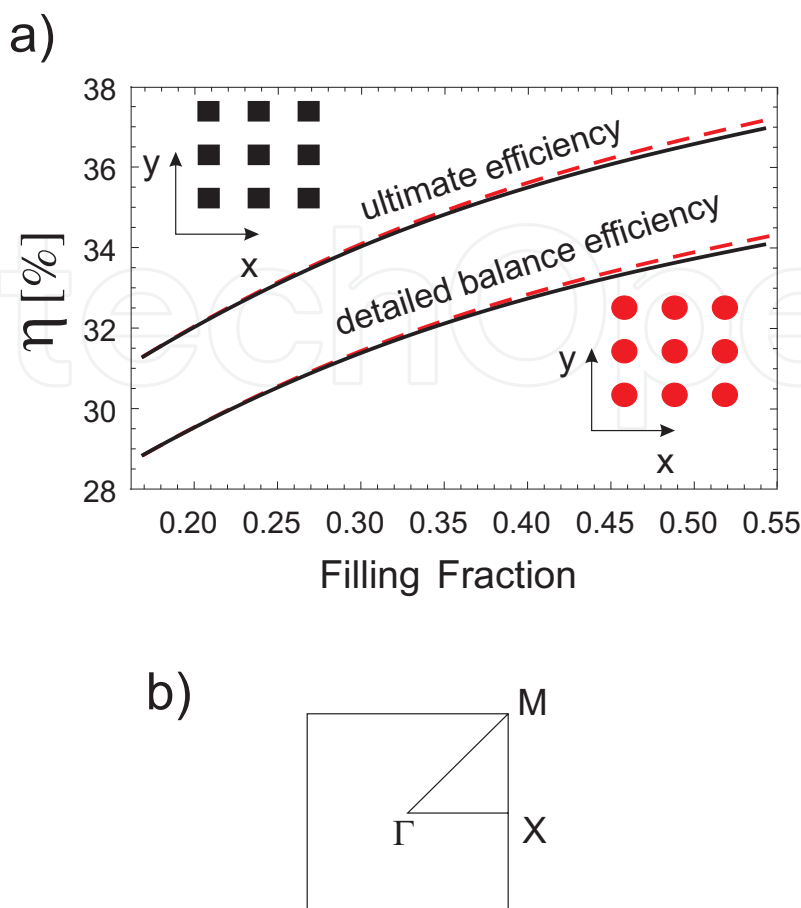 a)
38
36
34
32
30
28
η [%]
y
x
ultimate efficiency
detailed balance efficiency
y
x
0.20 0.25 0.30 0.35 0.40 0.45 0.50 0.55
Filling Fraction
techOpe
b)
M
Γ
X